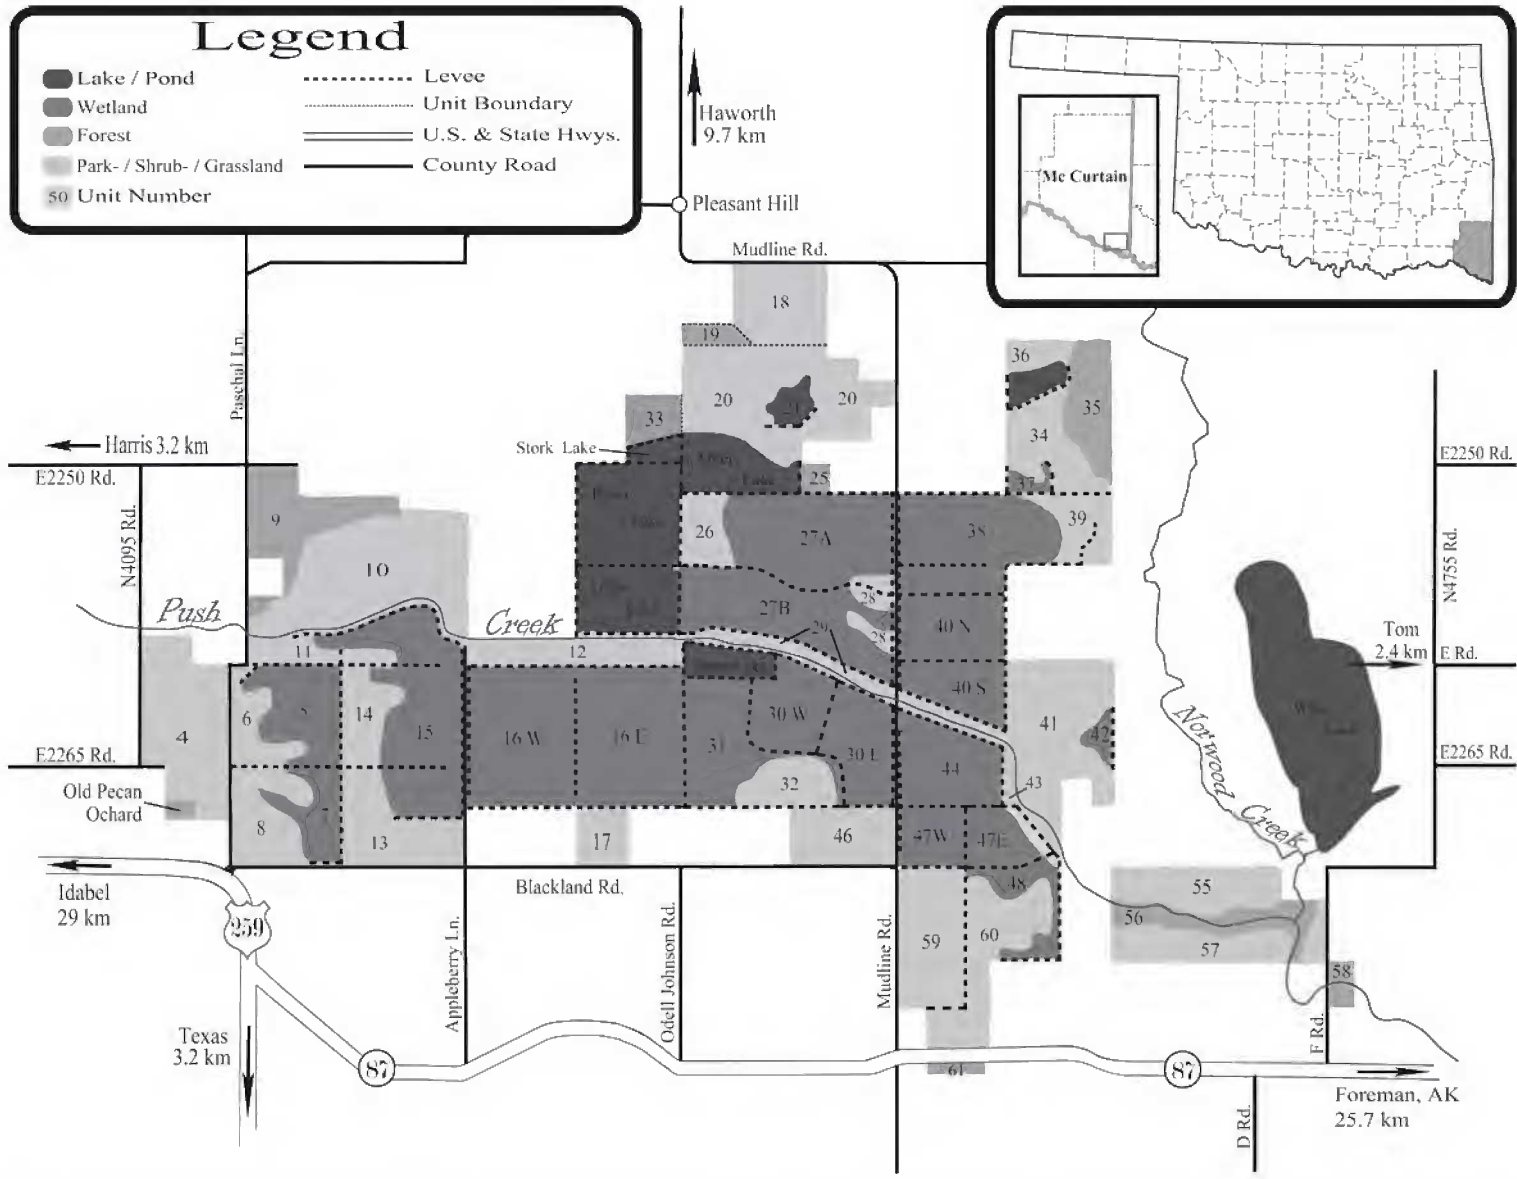 Legend
Lake / Pond
Wetland
Forest
Park- / Shrub- / Grassland
50 Unit Number
Levee
Unit Boundary
U.S. & State Hwys.
County Road
Haworth
9.7 km
Pleasant Hill
Mc Curtain
Mudline Rd.
Paschal Ln.
18
19
20
20
21
33
Stork Lake
Lake
25
36
35
34
37
Harris 3.2 km
E2250 Rd.
E2250 Rd.
N4095 Rd.
N4755 Rd.
9
10
26
27A
38
39
27B
28
28
29
40 N
40 S
Push
Creek
11
12
Tom
2.4 km
E Rd.
4
6
5
14
15
16 W
16 E
31
30 W
30 E
32
44
41
42
43
E2265 Rd.
E2265 Rd.
Old Pecan
Ochard
8
7
13
17
46
47W
47E
48
Norwood
Creek
Blackland Rd.
Idabel
29 km
259
Appleberry Ln.
Odell Johnson Rd.
Mudline Rd.
59
60
55
56
57
58
F Rd.
Texas
3.2 km
87
61
87
Foreman, AK
25.7 km
D Rd.